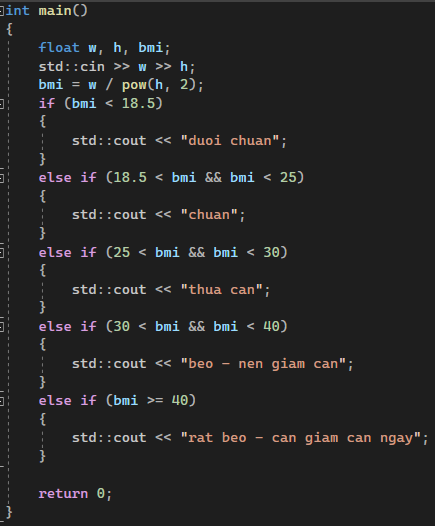 int main()
{
float w, h, bmi;
std::cin >> w >> h;
bmi = w / pow(h, 2);
if (bmi < 18.5)
{
std::cout << "duoi chuan";
}
else if (18.5 < bmi && bmi < 25)
{
std::cout << "chuan";
}
else if (25 < bmi && bmi < 30)
{
std::cout << "thua can";
}
else if (30 < bmi && bmi < 40)
{
std::cout << "beo - nen giam can";
}
else if (bmi >= 40)
{
std::cout << "rat beo - can giam can ngay";
}
return 0;
}